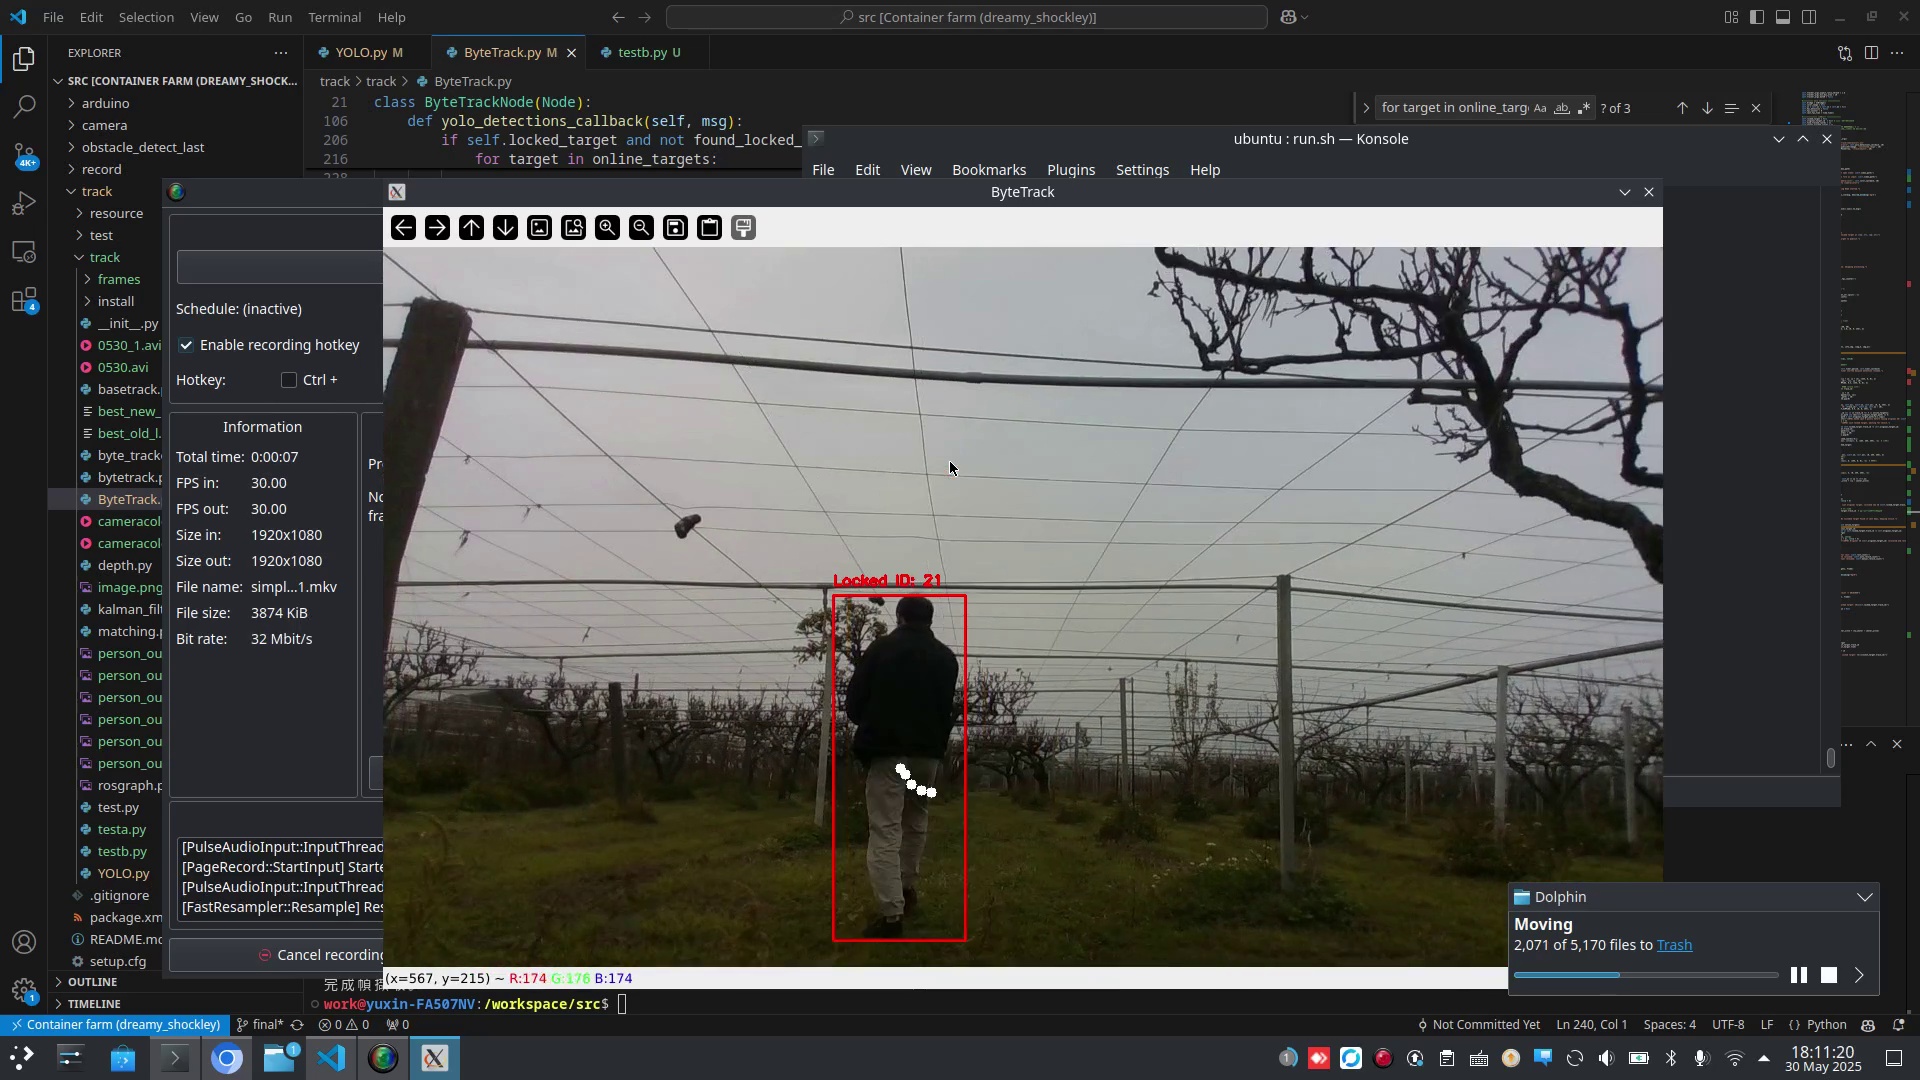 File Edit Selection View Go Run Terminal Help
src [Container farm (dreamy_shockley)]
EXPLORER
SRC [CONTAINER FARM (DREAMY_SHOCK...
arduino
camera
obstacle_detect_last
record
track
resource
test
track
frames
install
__init__.py
0530_1.avi
0530.avi
basetrack.
best_new_
best_old_l.
byte_track
bytetrack.p
ByteTrack.
cameracol
cameracol
depth.py
image.png
kalman_filt
matching.p
person_ou
person_ou
person_ou
person_ou
person_ou
person_ou
rosgraph.p
test.py
testa.py
testb.py
YOLO.py
.gitignore
package.xm
README.md
setup.cfg
OUTLINE
TIMELINE
4K+
4
1
YOLO.py M
ByteTrack.py M
testb.py U
track > track > ByteTrack.py
21 class ByteTrackNode(Node):
106 def yolo_detections_callback(self, msg):
206 if self.locked_target and not found_locked_
216 for target in online_targets:
for target in online_targ
Aa ab
? of 3
ubuntu : run.sh — Konsole
File Edit View Bookmarks Plugins Settings Help
Schedule: (inactive)
Enable recording hotkey
Hotkey: Ctrl +
Information
Total time: 0:00:07
FPS in: 30.00
FPS out: 30.00
Size in: 1920x1080
Size out: 1920x1080
File name: simpl...1.mkv
File size: 3874 KiB
Bit rate: 32 Mbit/s
Pr
No
fra
[PulseAudioInput::InputThread
[PageRecord::StartInput] Starte
[PulseAudioInput::InputThread
[FastResampler::Resample] Res
Cancel recording
ByteTrack
Locked ID: 21
(x=567, y=215) ~ R:174 G:176 B:174
Dolphin
Moving
2,071 of 5,170 files to Trash
完成幀擷取
work@yuxin-FA507NV:/workspace/src$
Container farm (dreamy_shockley) final* 0 0 0 Not Committed Yet Ln 240, Col 1 Spaces: 4 UTF-8 LF {} Python
1
1
18:11:20
30 May 2025